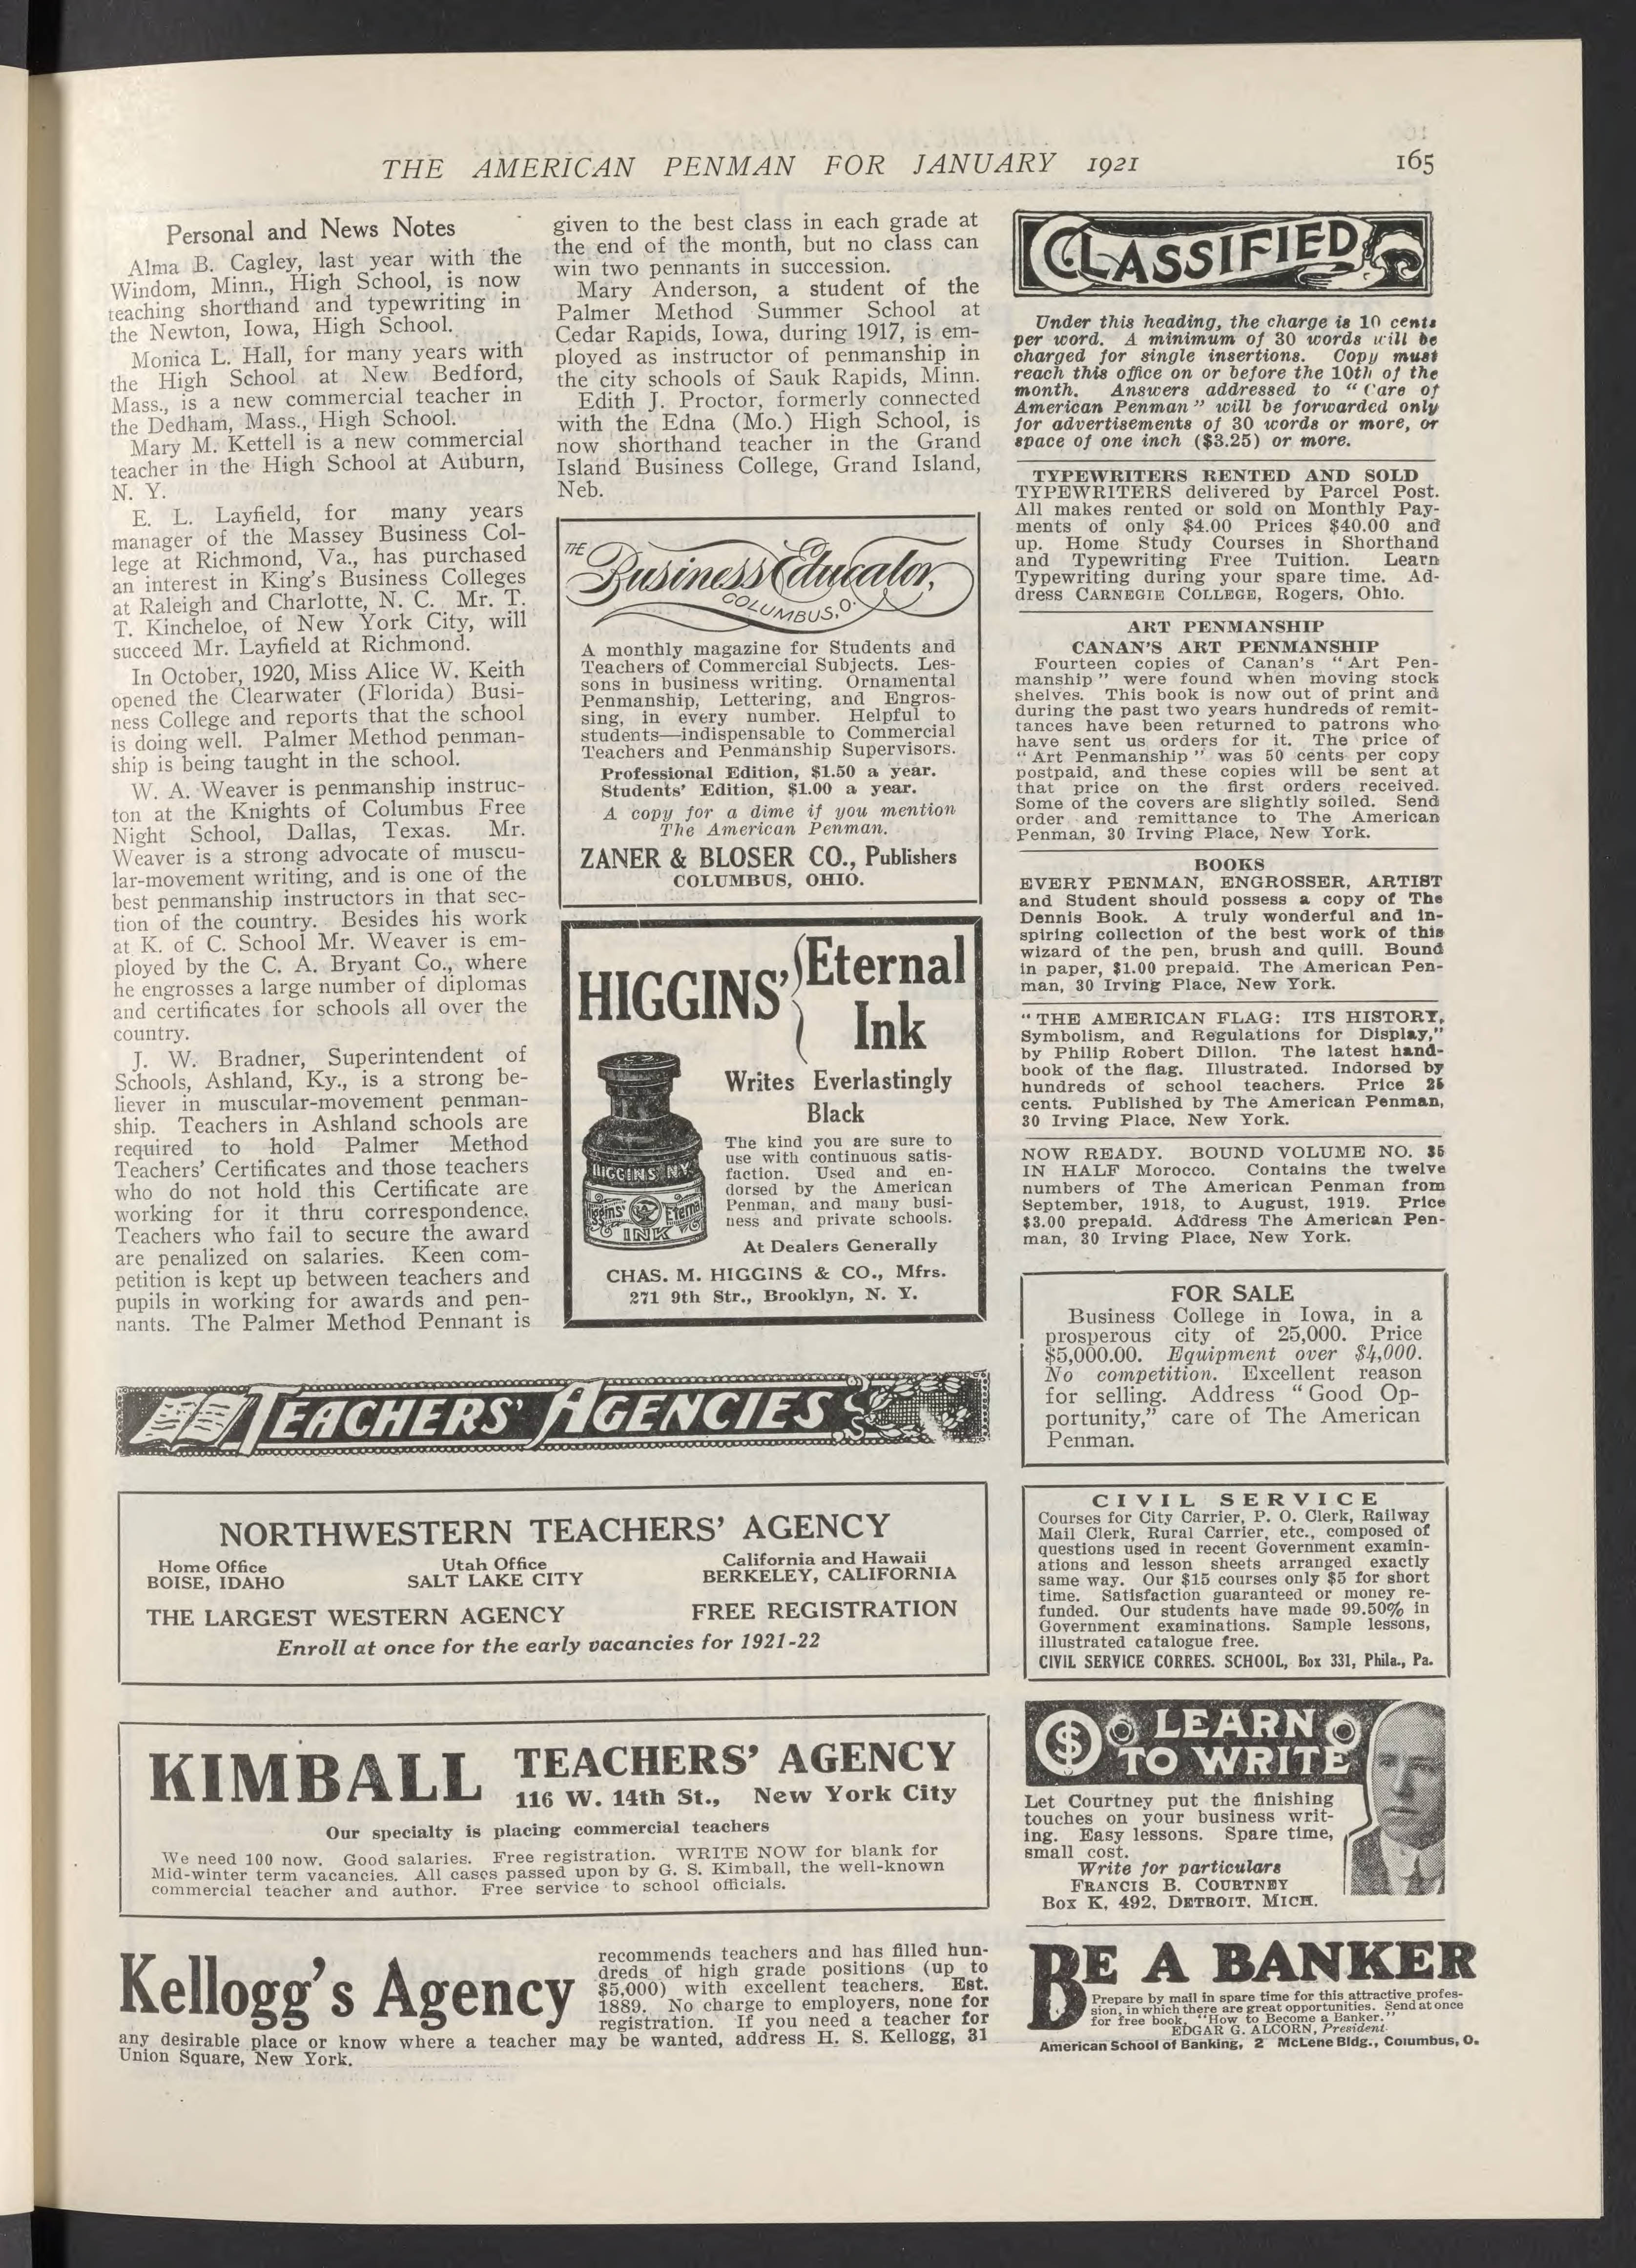 THE AMERICAN PENMAN FOR JANUARY 1921
165
Personal and News Notes
Alma B. Cagley, last year with the
Windom, Minn., High School, is now
teaching shorthand and typewriting in
the Newton, Iowa, High School.
Monica L. Hall, for many years with
the High School at New Bedford,
Mass., is a new commercial teacher in
the Dedham, Mass., High School.
Mary M. Kettell is a new commercial
teacher in the High School at Auburn,
N. Y.
E. L. Layfield, for many years
manager of the Massey Business Col-
lege at Richmond, Va., has purchased
an interest in King's Business Colleges
at Raleigh and Charlotte, N. C. Mr. T.
T. Kincheloe, of New York City, will
succeed Mr. Layfield at Richmond.
In October, 1920, Miss Alice W. Keith
opened the Clearwater (Florida) Busi-
ness College and reports that the school
is doing well. Palmer Method penman-
ship is being taught in the school.
W. A. Weaver is penmanship instruc-
ton at the Knights of Columbus Free
Night School, Dallas, Texas. Mr.
Weaver is a strong advocate of muscu-
lar-movement writing, and is one of the
best penmanship instructors in that sec-
tion of the country. Besides his work
at K. of C. School Mr. Weaver is em-
ployed by the C. A. Bryant Co., where
he engrosses a large number of diplomas
and certificates for schools all over the
country.
J. W. Bradner, Superintendent of
Schools, Ashland, Ky., is a strong be-
liever in muscular-movement penman-
ship. Teachers in Ashland schools are
required to hold Palmer Method
Teachers' Certificates and those teachers
who do not hold this Certificate are
working for it thru correspondence.
Teachers who fail to secure the award
are penalized on salaries. Keen com-
petition is kept up between teachers and
pupils in working for awards and pen-
nants. The Palmer Method Pennant is
given to the best class in each grade at
the end of the month, but no class can
win two pennants in succession.
Mary Anderson, a student of the
Palmer Method Summer School at
Cedar Rapids, Iowa, during 1917, is em-
ployed as instructor of penmanship in
the city schools of Sauk Rapids, Minn.
Edith J. Proctor, formerly connected
with the Edna (Mo.) High School, is
now shorthand teacher in the Grand
Island Business College, Grand Island,
Neb.
THE
Business Educator,
COLUMBUS, O.
A monthly magazine for Students and
Teachers of Commercial Subjects. Les-
sons in business writing. Ornamental
Penmanship, Lettering, and Engros-
sing, in every number. Helpful to
students—indispensable to Commercial
Teachers and Penmanship Supervisors.
Professional Edition, $1.50 a year.
Students' Edition, $1.00 a year.
A copy for a dime if you mention
The American Penman.
ZANER & BLOSER CO., Publishers
COLUMBUS, OHIO.
HIGGINS' Eternal
Ink
Writes Everlastingly
Black
The kind you are sure to
use with continuous satis-
faction. Used and en-
dorsed by the American
Penman, and many busi-
ness and private schools.
HIGGINS NY.
Higgins' Eternal
INK
At Dealers Generally
CHAS. M. HIGGINS & CO., Mfrs.
271 9th Str., Brooklyn, N. Y.
TEACHERS' AGENCIES
NORTHWESTERN TEACHERS' AGENCY
Home Office Utah Office California and Hawaii
BOISE, IDAHO SALT LAKE CITY BERKELEY, CALIFORNIA
THE LARGEST WESTERN AGENCY FREE REGISTRATION
Enroll at once for the early vacancies for 1921-22
KIMBALL TEACHERS' AGENCY
116 W. 14th St., New York City
Our specialty is placing commercial teachers
We need 100 now. Good salaries. Free registration. WRITE NOW for blank for
Mid-winter term vacancies. All cases passed upon by G. S. Kimball, the well-known
commercial teacher and author. Free service to school officials.
Kellogg's Agency
recommends teachers and has filled hun-
dreds of high grade positions (up to
$5,000) with excellent teachers. Est.
1889. No charge to employers, none for
registration. If you need a teacher for
any desirable place or know where a teacher may be wanted, address H. S. Kellogg, 31
Union Square, New York.
CLASSIFIED
Under this heading, the charge is 10 cents
per word. A minimum of 30 words will be
charged for single insertions. Copy must
reach this office on or before the 10th of the
month. Answers addressed to "Care of
American Penman" will be forwarded only
for advertisements of 30 words or more, or
space of one inch ($3.25) or more.
TYPEWRITERS RENTED AND SOLD
TYPEWRITERS delivered by Parcel Post.
All makes rented or sold on Monthly Pay-
ments of only $4.00 Prices $40.00 and
up. Home Study Courses in Shorthand
and Typewriting Free Tuition. Learn
Typewriting during your spare time. Ad-
dress CARNEGIE COLLEGE, Rogers, Ohio.
ART PENMANSHIP
CANAN'S ART PENMANSHIP
Fourteen copies of Canan's "Art Pen-
manship" were found when moving stock
shelves. This book is now out of print and
during the past two years hundreds of remit-
tances have been returned to patrons who
have sent us orders for it. The price of
"Art Penmanship" was 50 cents per copy
postpaid, and these copies will be sent at
that price on the first orders received.
Some of the covers are slightly soiled. Send
order and remittance to The American
Penman, 30 Irving Place, New York.
BOOKS
EVERY PENMAN, ENGROSSER, ARTIST
and Student should possess a copy of The
Dennis Book. A truly wonderful and in-
spiring collection of the best work of this
wizard of the pen, brush and quill. Bound
in paper, $1.00 prepaid. The American Pen-
man, 30 Irving Place, New York.
"THE AMERICAN FLAG: ITS HISTORY,
Symbolism, and Regulations for Display,"
by Philip Robert Dillon. The latest hand-
book of the flag. Illustrated. Indorsed by
hundreds of school teachers. Price 25
cents. Published by The American Penman,
30 Irving Place, New York.
NOW READY. BOUND VOLUME NO. 35
IN HALF Morocco. Contains the twelve
numbers of The American Penman from
September, 1918, to August, 1919. Price
$3.00 prepaid. Address The American Pen-
man, 30 Irving Place, New York.
FOR SALE
Business College in Iowa, in a
prosperous city of 25,000. Price
$5,000.00. Equipment over $4,000.
No competition. Excellent reason
for selling. Address "Good Op-
portunity," care of The American
Penman.
CIVIL SERVICE
Courses for City Carrier, P. O. Clerk, Railway
Mail Clerk, Rural Carrier, etc., composed of
questions used in recent Government examin-
ations and lesson sheets arranged exactly
same way. Our $15 courses only $5 for short
time. Satisfaction guaranteed or money re-
funded. Our students have made 99.50% in
Government examinations. Sample lessons,
illustrated catalogue free.
CIVIL SERVICE CORRES. SCHOOL, Box 331, Phila., Pa.
$ LEARN
TO WRITE
Let Courtney put the finishing
touches on your business writ-
ing. Easy lessons. Spare time,
small cost.
Write for particulars
FRANCIS B. COURTNEY
Box K, 492, DETROIT, MICH.
BE A BANKER
Prepare by mail in spare time for this attractive profes-
sion, in which there are great opportunities. Send at once
for free book, "How to Become a Banker."
EDGAR G. ALCORN, President.
American School of Banking, 2 McLene Bldg., Columbus, O.